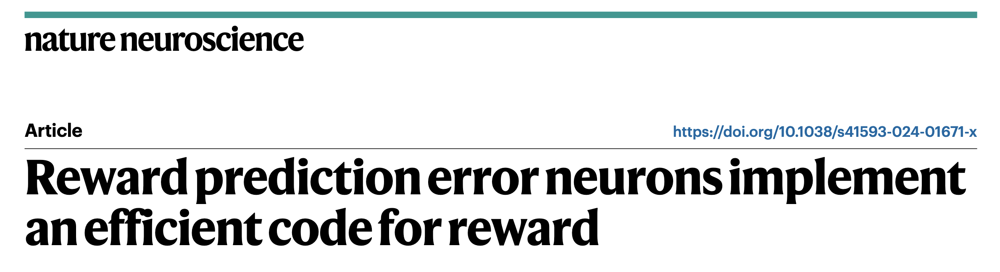 nature neuroscience
Article
https://doi.org/10.1038/s41593-024-01671-x
Reward prediction error neurons implement
an efficient code for reward